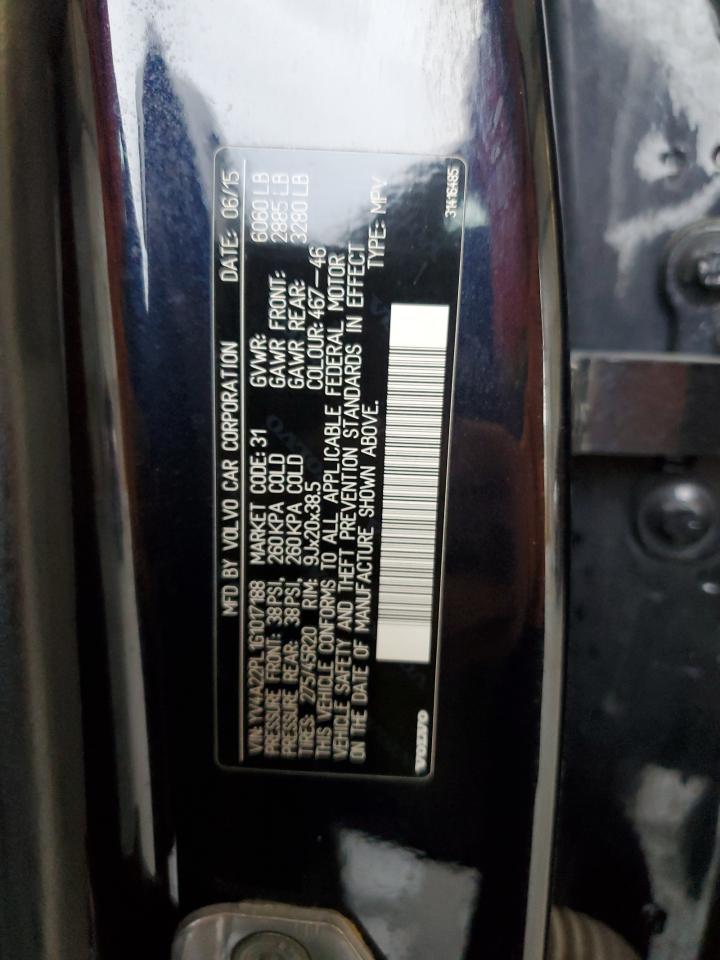 MFD BY VOLVO CAR CORPORATION DATE: 06/15
VIN: YV4A22PL1G1017188 MARKET CODE: 31 GVWR: 6060 LB
PRESSURE FRONT: 38PSI, 260KPA COLD GAWR FRONT: 2885 LB
PRESSURE REAR: 38PSI, 260KPA COLD GAWR REAR: 3280 LB
TIRES: 275/45R20 RIM: 9Jx20x38.5 COLOUR: 467-46
THIS VEHICLE CONFORMS TO ALL APPLICABLE FEDERAL MOTOR
VEHICLE SAFETY AND THEFT PREVENTION STANDARDS IN EFFECT
ON THE DATE OF MANUFACTURE SHOWN ABOVE. TYPE: MPV
VOLVO 31416485